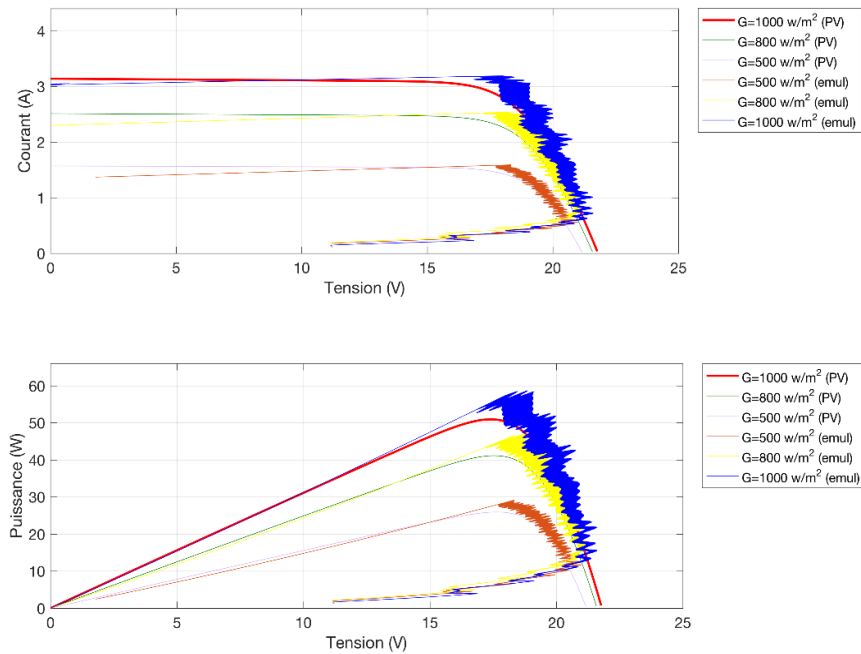 4
3
2
1
0
Courant (A)
0
5
10
15
20
25
Tension (V)
G=1000 w/m² (PV)
G=800 w/m² (PV)
G=500 w/m² (PV)
G=500 w/m² (emul)
G=800 w/m² (emul)
G=1000 w/m² (emul)
60
50
40
30
20
10
0
Puissance (W)
0
5
10
15
20
25
Tension (V)
G=1000 w/m² (PV)
G=800 w/m² (PV)
G=500 w/m² (PV)
G=500 w/m² (emul)
G=800 w/m² (emul)
G=1000 w/m² (emul)